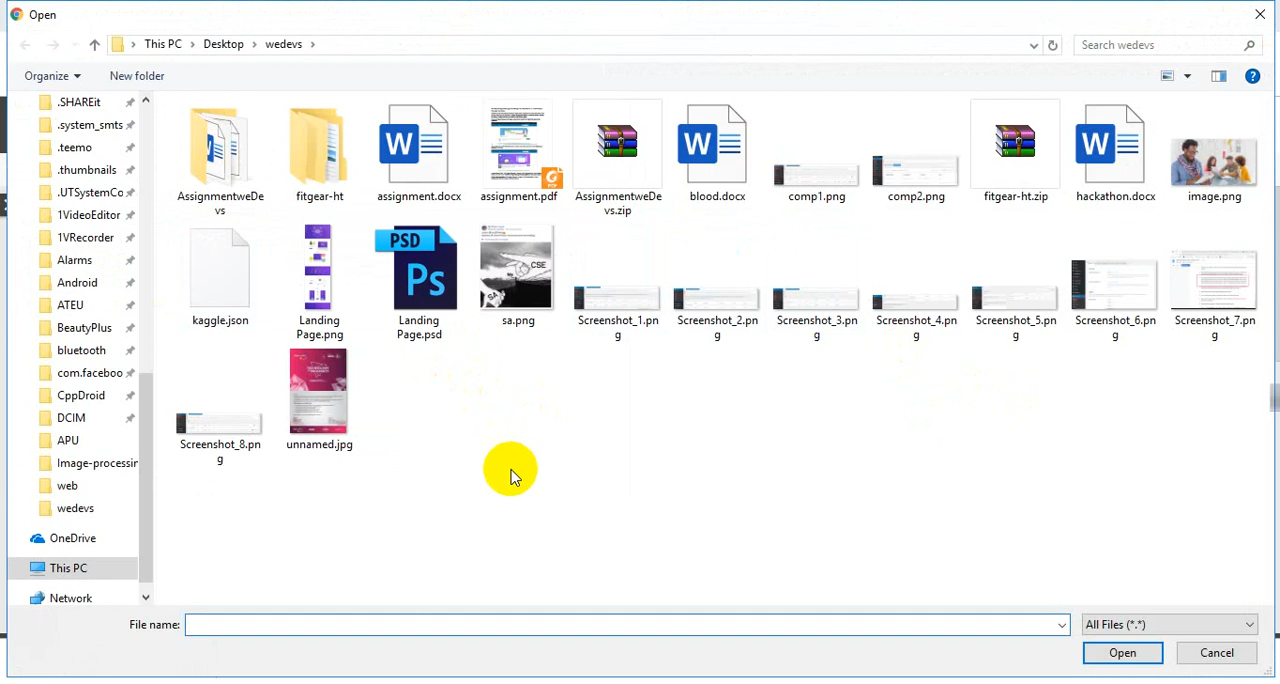 Open
This PC > Desktop > wedevs >
Search wedevs
Organize
New folder
.SHAREit
.system_smts
.teemo
.thumbnails
.UTSystemCo
1VideoEditor
1VRecorder
Alarms
Android
ATEU
BeautyPlus
bluetooth
com.faceboo
CppDroid
DCIM
APU
Image-processin
web
wedevs
OneDrive
This PC
Network
AssignmentweDe
vs
fitgear-ht
assignment.docx
assignment.pdf
AssignmentweDe
vs.zip
blood.docx
comp1.png
comp2.png
fitgear-ht.zip
hackathon.docx
image.png
kaggle.json
Landing
Page.png
PSD
Ps
Landing
Page.psd
CSE
sa.png
Screenshot_1.pn
g
Screenshot_2.pn
g
Screenshot_3.pn
g
Screenshot_4.pn
g
Screenshot_5.pn
g
Screenshot_6.pn
g
Screenshot_7.pn
g
Screenshot_8.pn
g
unnamed.jpg
File name:
All Files (*.*)
Open
Cancel